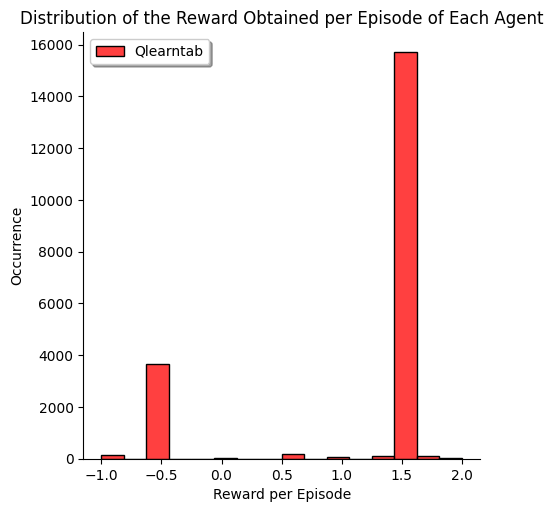 Distribution of the Reward Obtained per Episode of Each Agent
Qlearntab
16000
14000
12000
10000
8000
6000
4000
2000
0
Occurrence
−1.0 −0.5 0.0 0.5 1.0 1.5 2.0
Reward per Episode